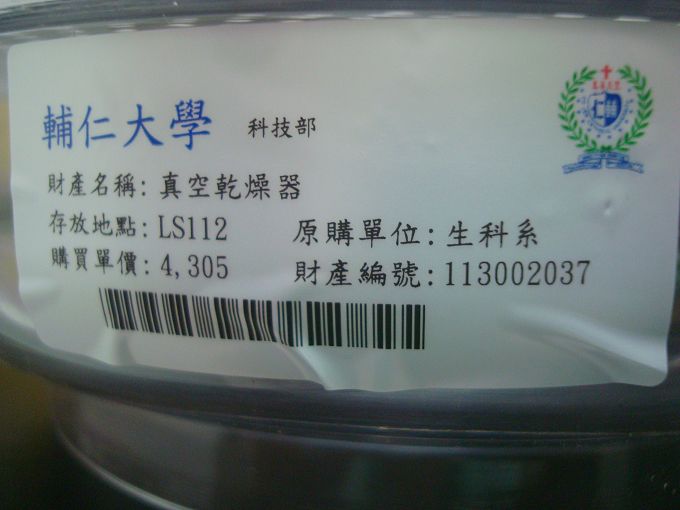 輔仁大學 科技部
財產名稱: 真空乾燥器
存放地點: LS112 原購單位: 生科系
購買單價: 4,305 財產編號: 113002037